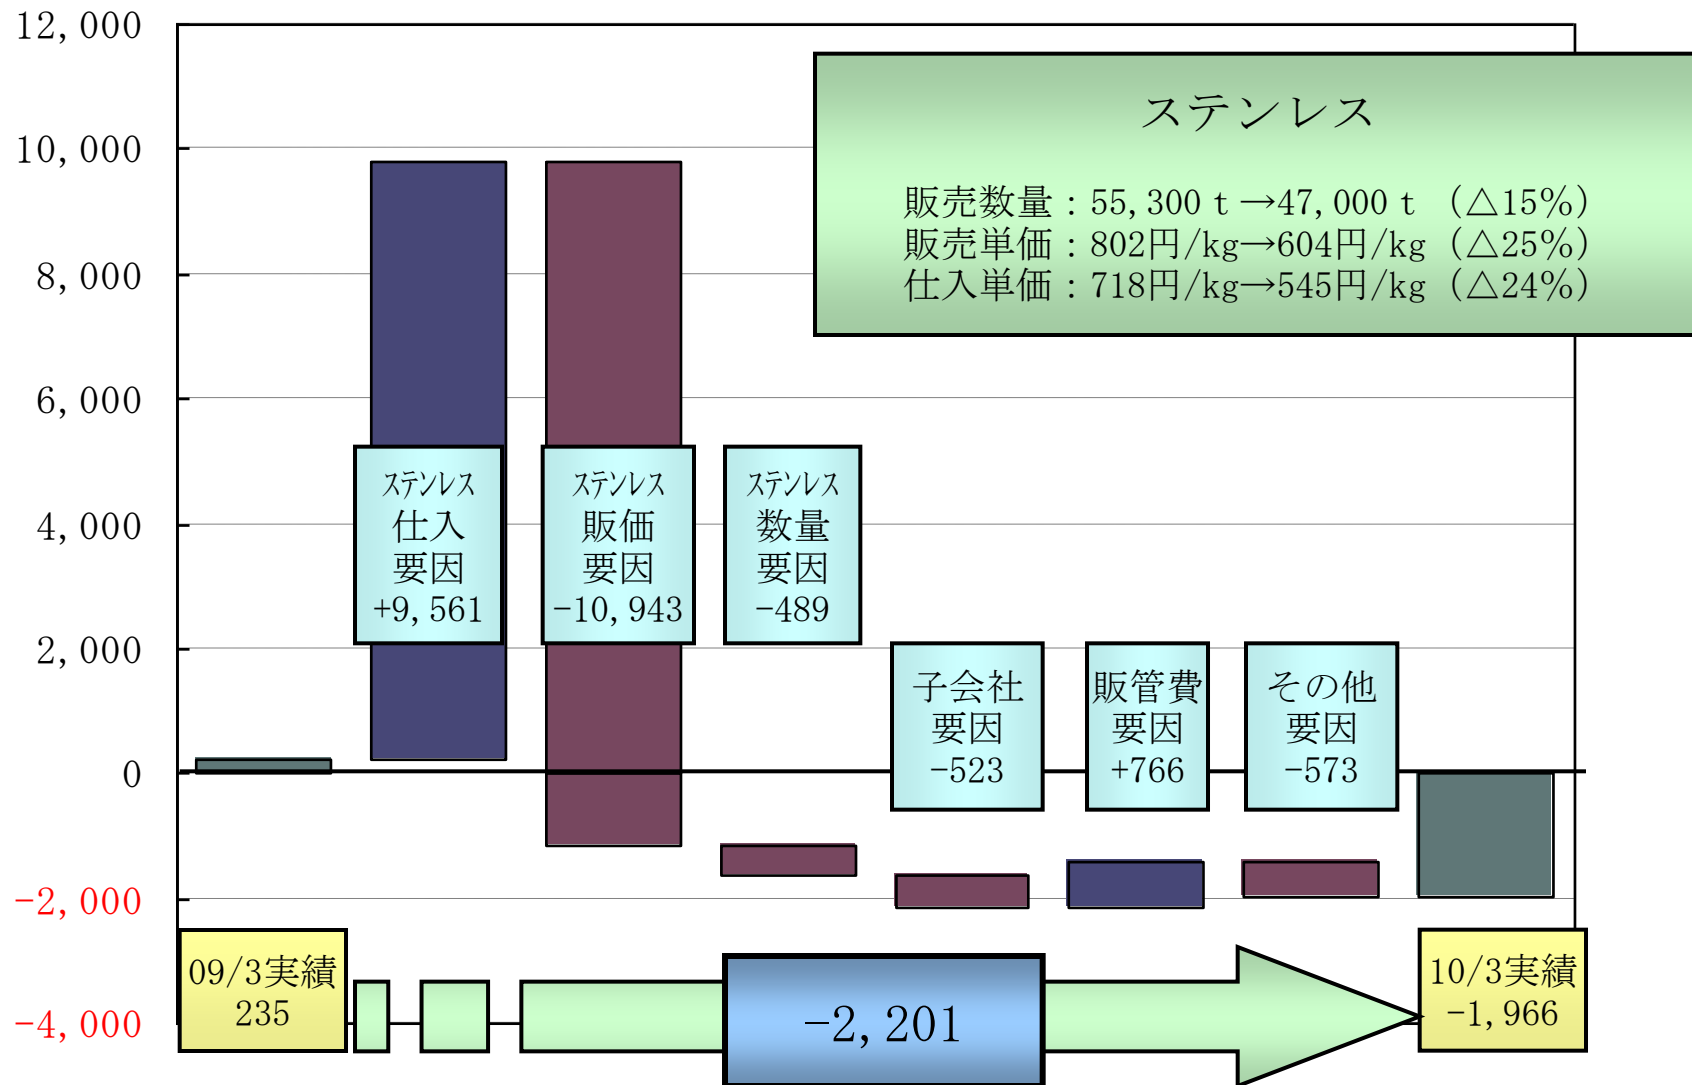 12,000
10,000
8,000
6,000
4,000
2,000
0
-2,000
-4,000
ステンレス
販売数量：55,300ｔ→47,000ｔ（△15%）
販売単価：802円/kg→604円/kg（△25%）
仕入単価：718円/kg→545円/kg（△24%）
ｽﾃﾝﾚｽ
仕入
要因
+9,561
ｽﾃﾝﾚｽ
販価
要因
-10,943
ｽﾃﾝﾚｽ
数量
要因
-489
子会社
要因
-523
販管費
要因
+766
その他
要因
-573
09/3実績
235
-2,201
10/3実績
-1,966